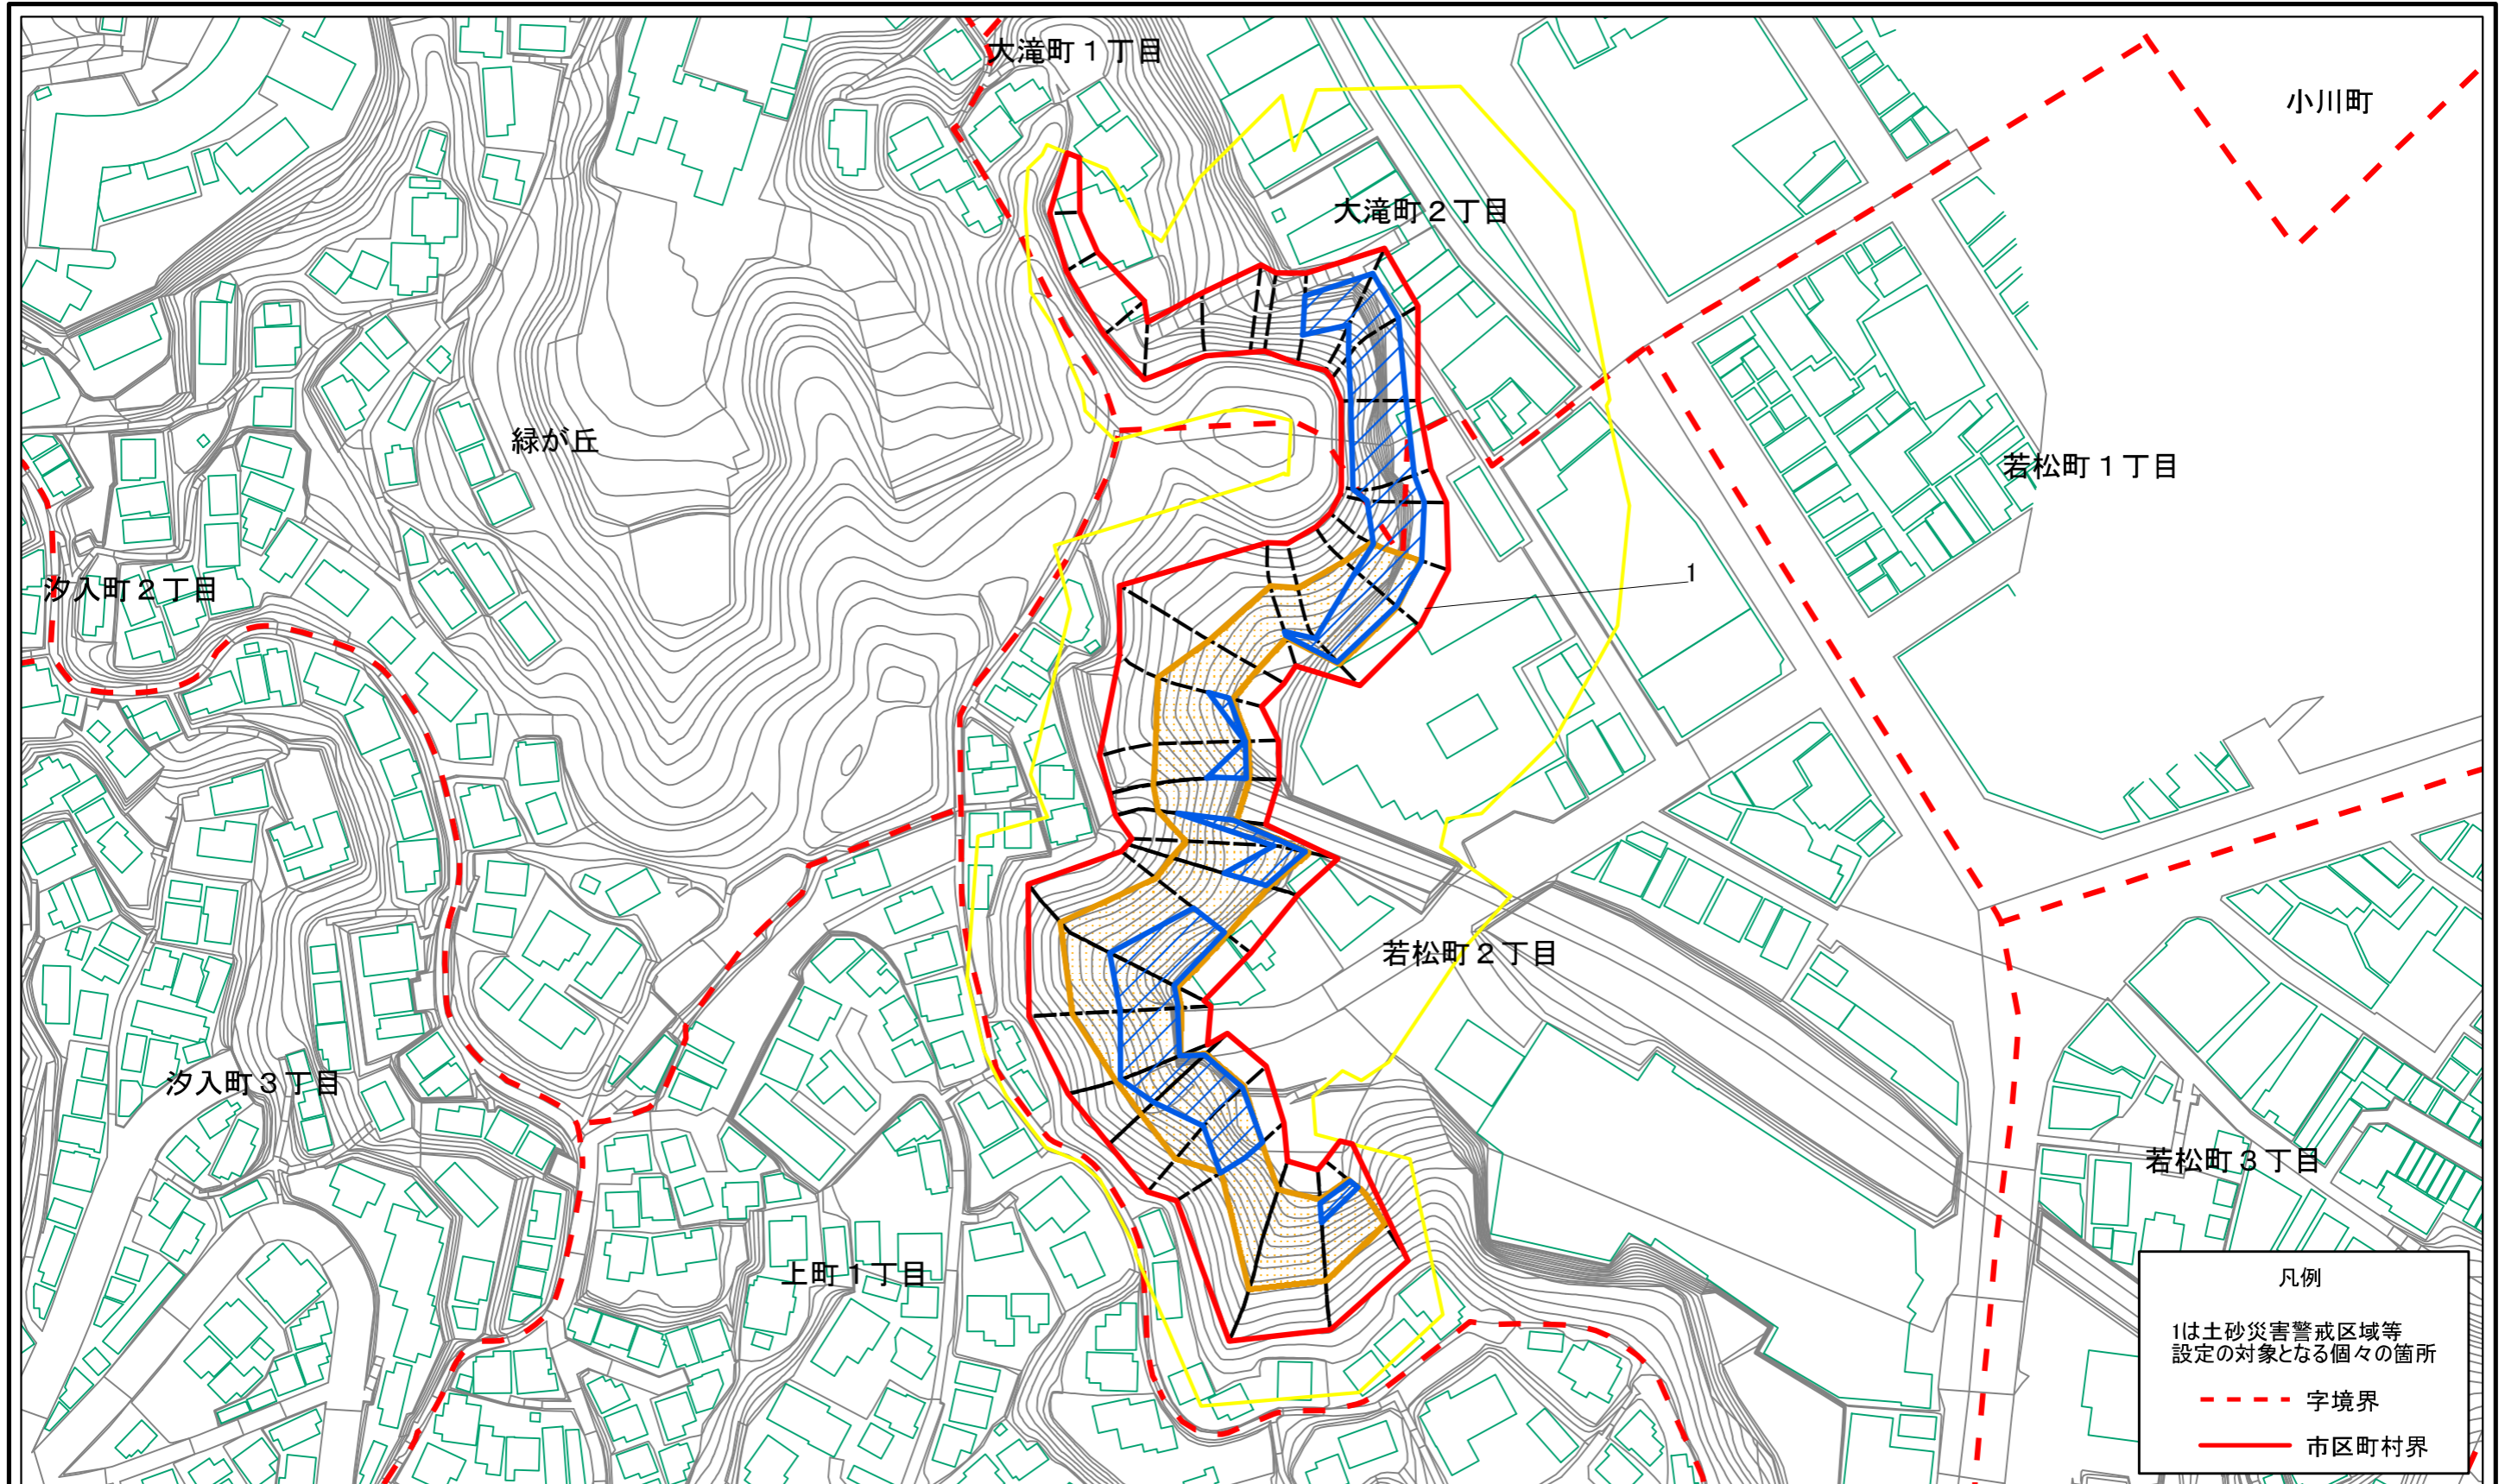 大滝町１丁目
小川町
大滝町２丁目
緑が丘
若松町１丁目
汐入町２丁目
1
若松町２丁目
汐入町３丁目
若松町３丁目
上町１丁目
凡例
1は土砂災害警戒区域等
設定の対象となる個々の箇所
字境界
市区町村界